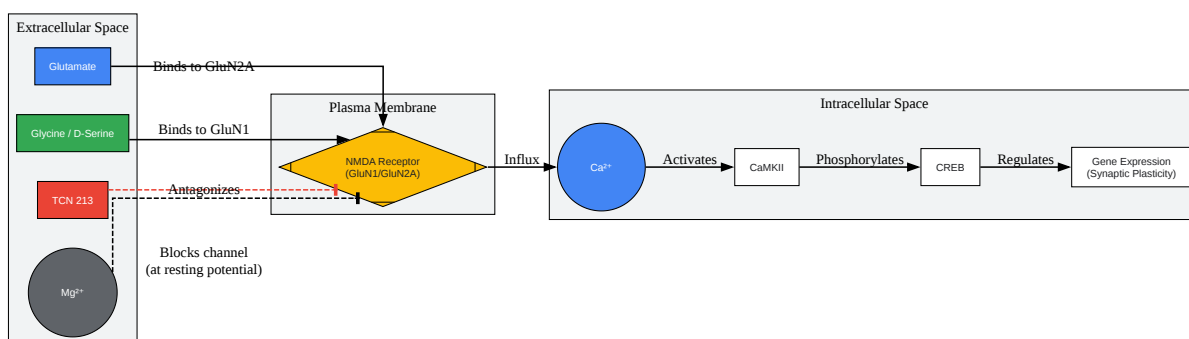 Extracellular Space
Glutamate
Binds to GluN2A
Glycine / D-Serine
Binds to GluN1
TCN 213
Antagonizes
Mg²⁺
Blocks channel
(at resting potential)
Plasma Membrane
NMDA Receptor
(GluN1/GluN2A)
Influx
Intracellular Space
Ca²⁺
Activates
CaMKII
Phosphorylates
CREB
Regulates
Gene Expression
(Synaptic Plasticity)